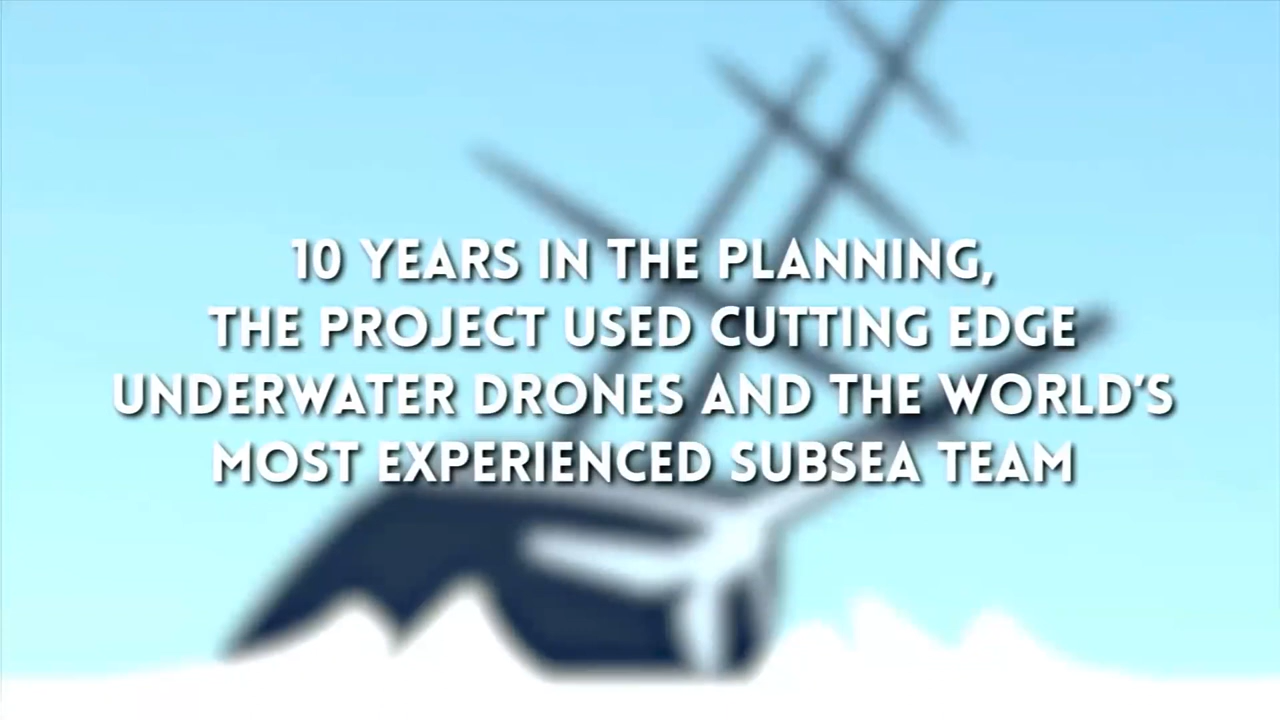 10 YEARS IN THE PLANNING,
THE PROJECT USED CUTTING EDGE
UNDERWATER DRONES AND THE WORLD'S
MOST EXPERIENCED SUBSEA TEAM